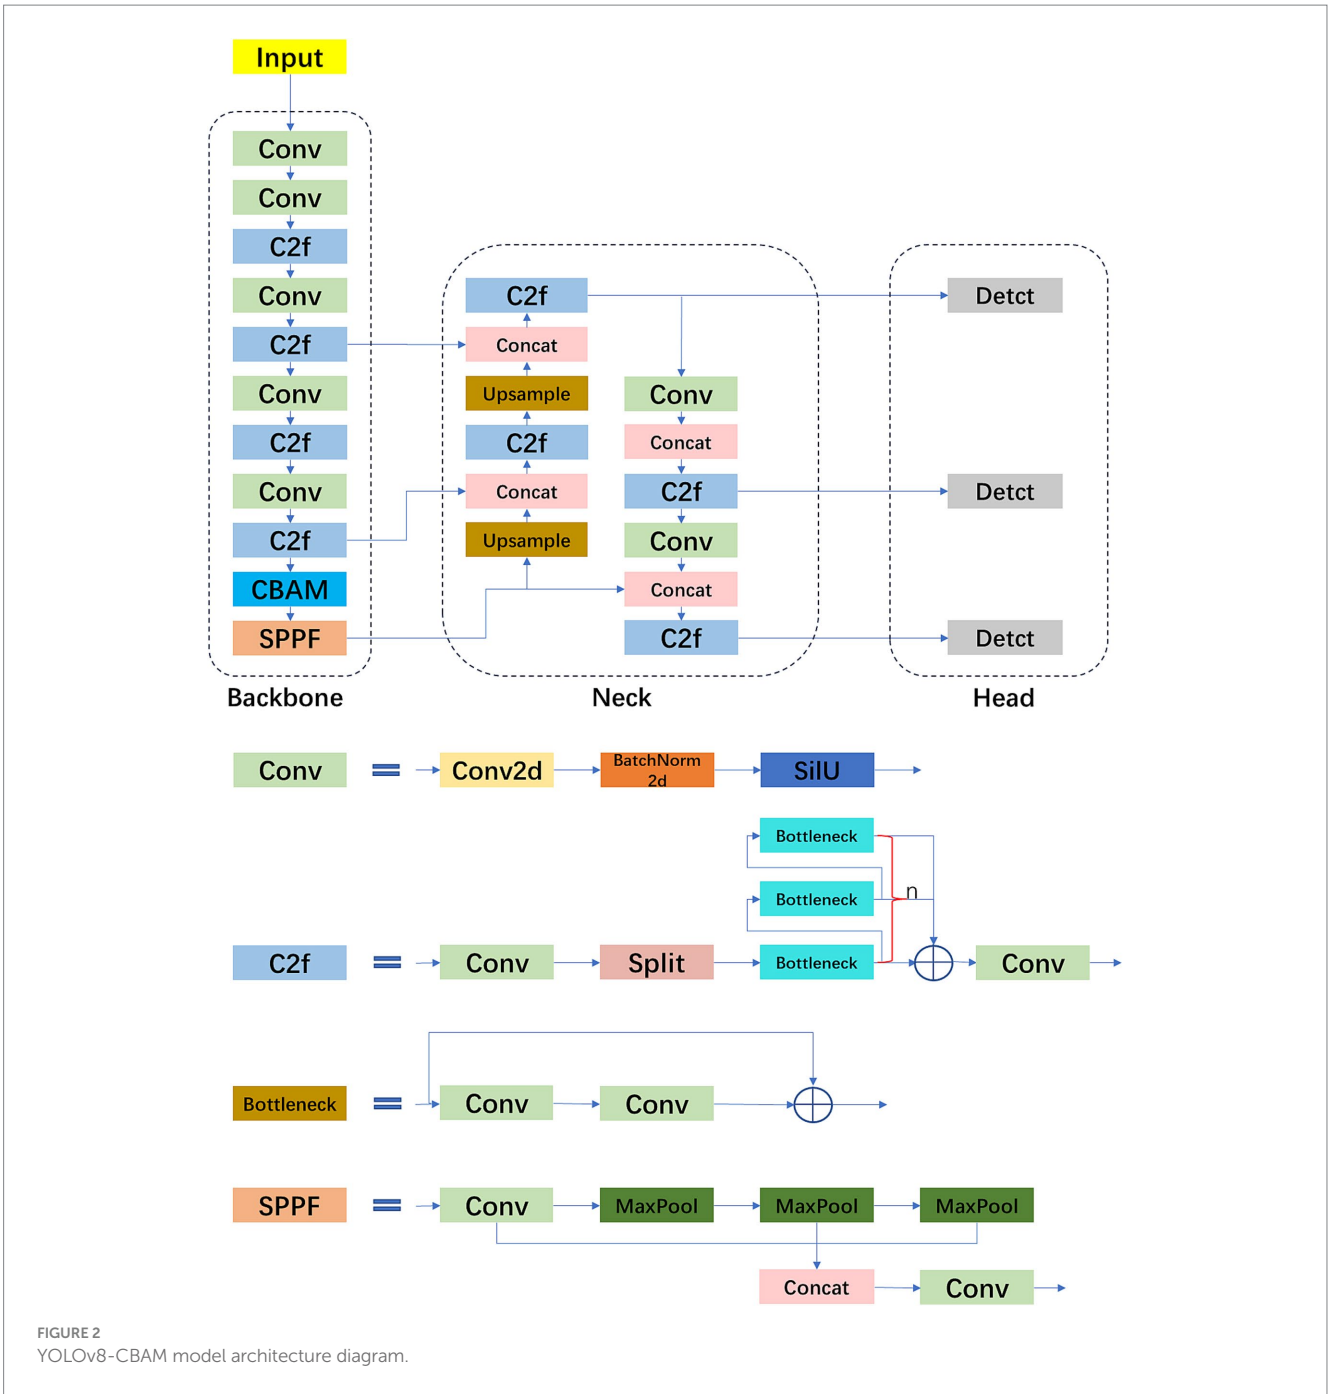 Input
Conv
Conv
C2f
Conv
C2f
Conv
C2f
Conv
C2f
CBAM
SPPF
Backbone
C2f
Concat
Upsample
C2f
Concat
Upsample
Conv
Concat
C2f
Conv
Concat
C2f
Neck
Detct
Detct
Detct
Head
Conv = Conv2d BatchNorm
2d SilU
Bottleneck
Bottleneck n
C2f = Conv Split Bottleneck Conv
Bottleneck = Conv Conv
SPPF = Conv MaxPool MaxPool MaxPool
Concat Conv
FIGURE 2
YOLOv8-CBAM model architecture diagram.